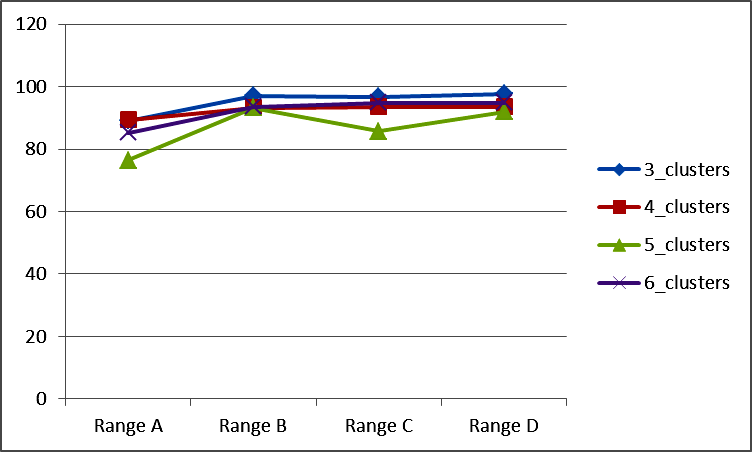 120
100
80
60
40
20
0
Range A Range B Range C Range D
3_clusters
4_clusters
5_clusters
6_clusters